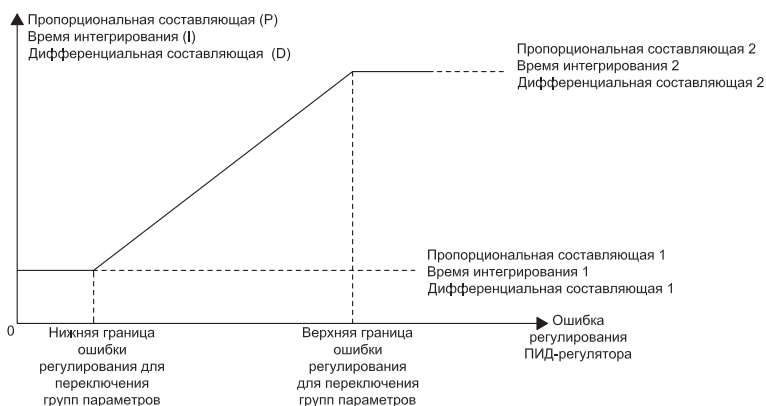 Пропорциональная составляющая (P)
Время интегрирования (I)
Дифференциальная составляющая (D)
Пропорциональная составляющая 2
Время интегрирования 2
Дифференциальная составляющая 2
Пропорциональная составляющая 1
Время интегрирования 1
Дифференциальная составляющая 1
0
Нижняя граница
ошибки
регулирования для
переключения
групп параметров
Верхняя граница
ошибки
регулирования
для переключения
групп параметров
Ошибка
регулирования
ПИД-регулятора